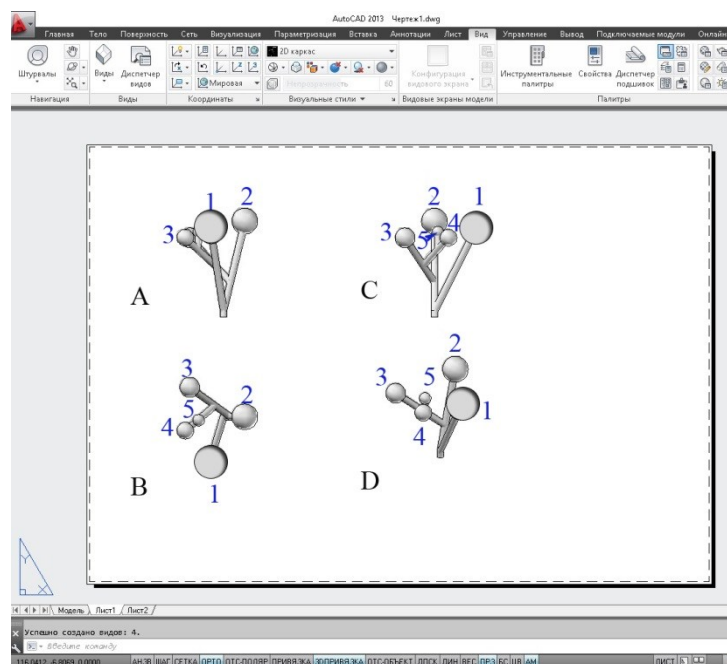 AutoCAD 2013 Чертеж1.dwg
Главная Тело Поверхность Сеть Визуализация Параметризация Вставка Аннотации Лист Вид Управление Вывод Подключаемые модули Онлайн
2D каркас
Штурвалы Виды Диспетчер видов Мировая 60 Конфигурация видового экрана Инструментальные палитры Свойства Диспетчер подшивок
Навигация Виды Координаты Визуальные стили Видовые экраны модели Палитры
1 2
3
A
2 1
3 5 4
C
3
5 2
4
1
B
2
3 5
1
4
D
Y
X
Модель Лист1 Лист2
Успешно создано видов: 4.
Введите команду
АН.ЗВ ШАГ СЕТКА ОРТО ОТС-ПОЛЯР ПРИВЯЗКА 3DПРИВЯЗКА ОТС-ОБЪЕКТ ДПСК ДИН ВЕС ПРЗ БС ЦВ АМ ЛИСТ